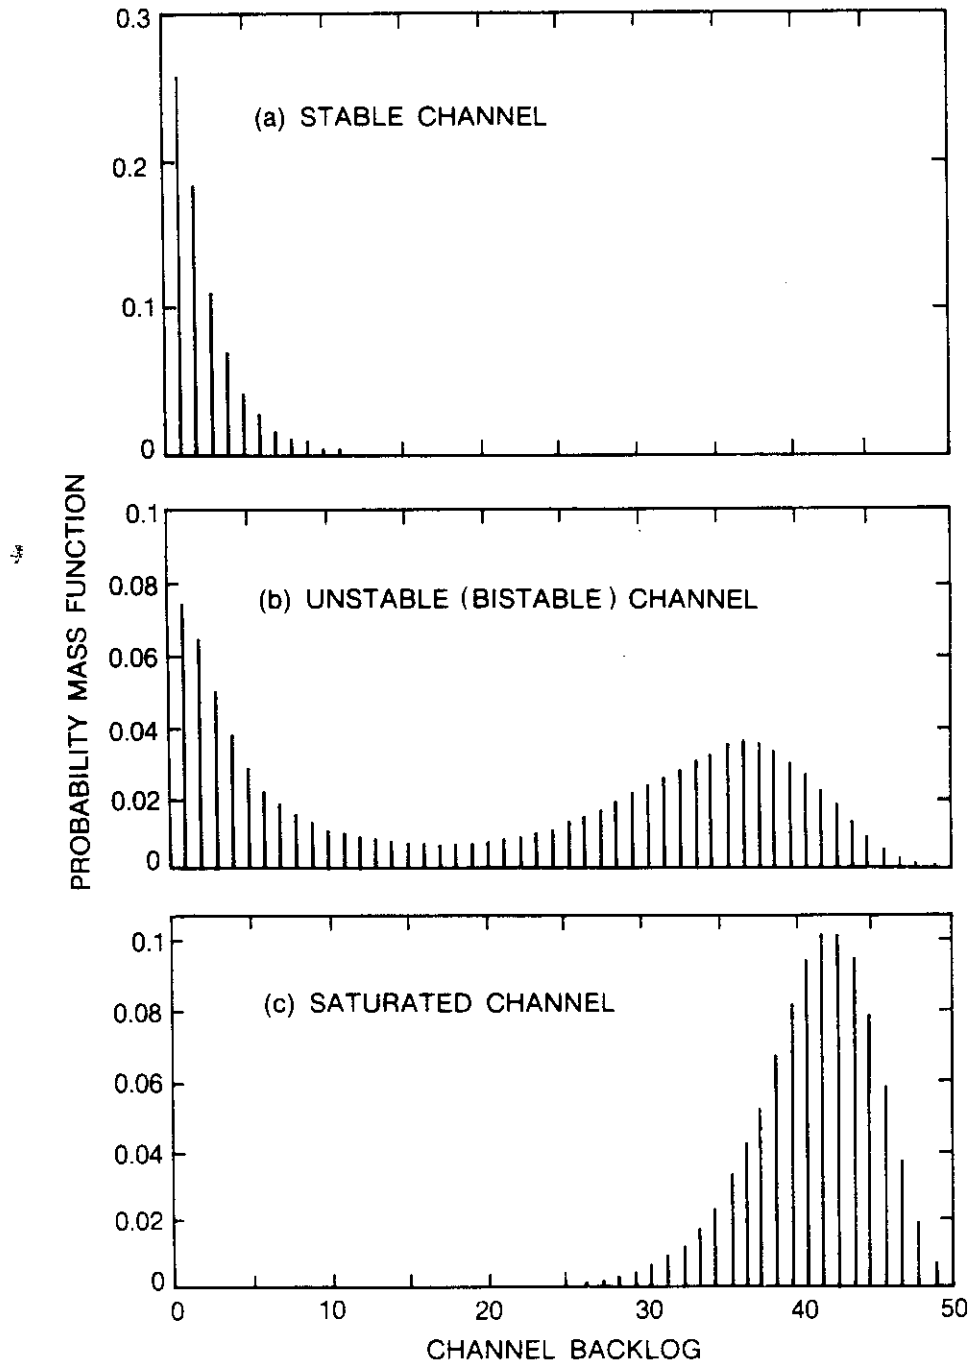 0.3
(a) STABLE CHANNEL
0.2
0.1
0
PROBABILITY MASS FUNCTION
0.1
0.08
(b) UNSTABLE (BISTABLE) CHANNEL
0.06
0.04
0.02
0
0.1
(c) SATURATED CHANNEL
0.08
0.06
0.04
0.02
0
0 10 20 30 40 50
CHANNEL BACKLOG